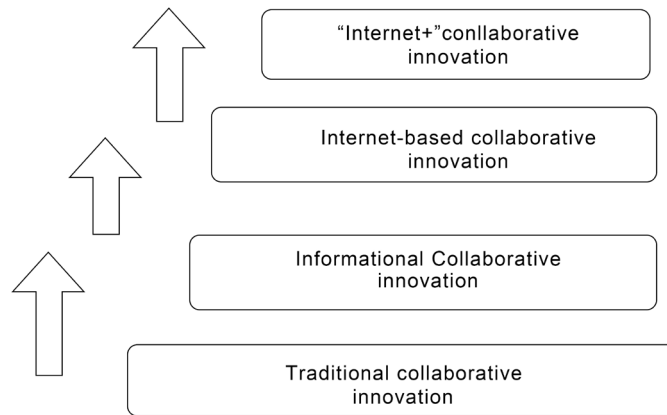 “Internet+”conllaborative
innovation
Internet-based collaborative
innovation
Informational Collaborative
innovation
Traditional collaborative
innovation